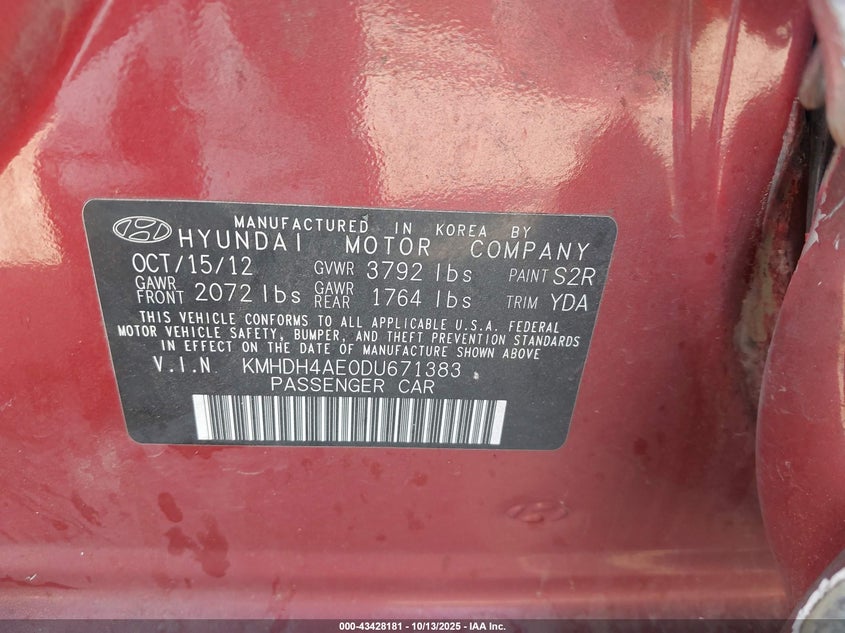 MANUFACTURED IN KOREA BY
HYUNDAI MOTOR COMPANY
OCT/15/12 GVWR 3792 lbs PAINT S2R
GAWR FRONT 2072 lbs GAWR REAR 1764 lbs TRIM YDA
THIS VEHICLE CONFORMS TO ALL APPLICABLE U.S.A. FEDERAL
MOTOR VEHICLE SAFETY, BUMPER, AND THEFT PREVENTION STANDARDS
IN EFFECT ON THE DATE OF MANUFACTURE SHOWN ABOVE
V.I.N KMHDH4AE0DU671383
PASSENGER CAR
000-43428181 - 10/13/2025 - IAA Inc.